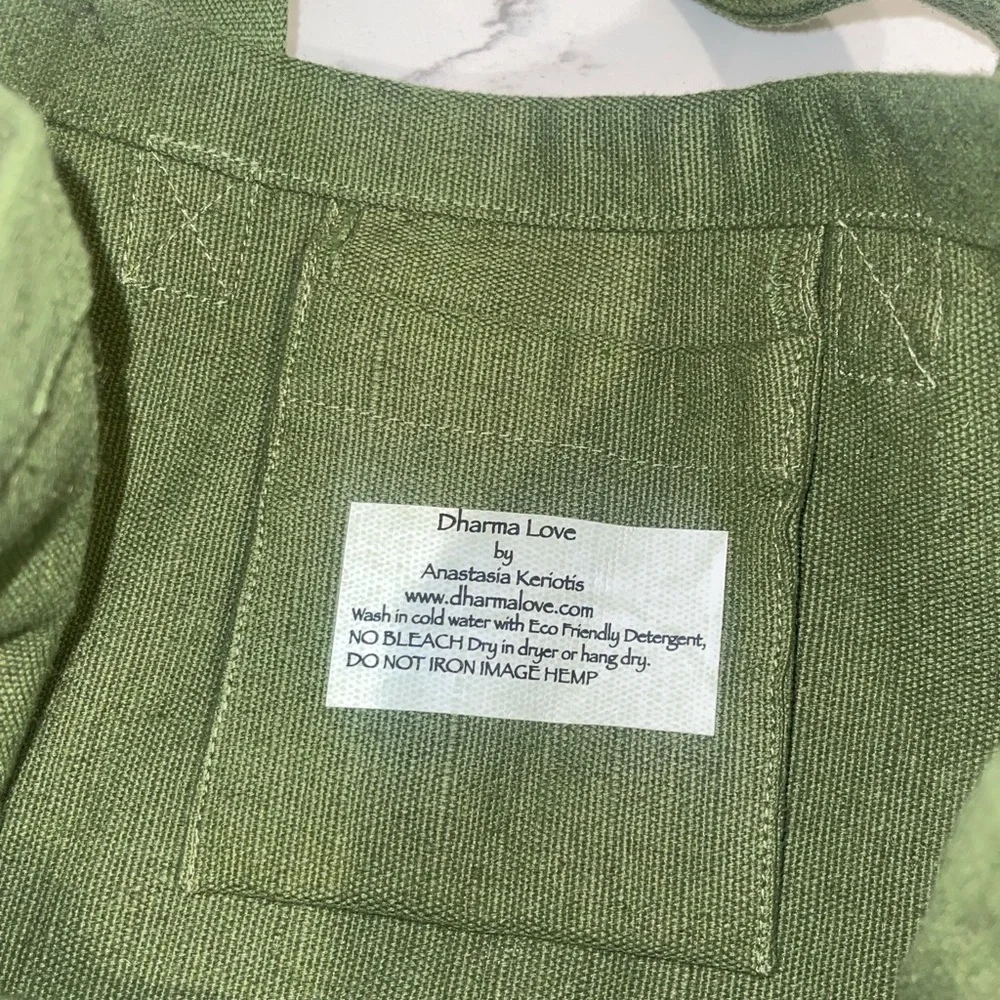 Dharma Love
by
Anastasia Keriotis
www.dharmalove.com
Wash in cold water with Eco Friendly Detergent,
NO BLEACH Dry in dryer or hang dry.
DO NOT IRON IMAGE HEMP